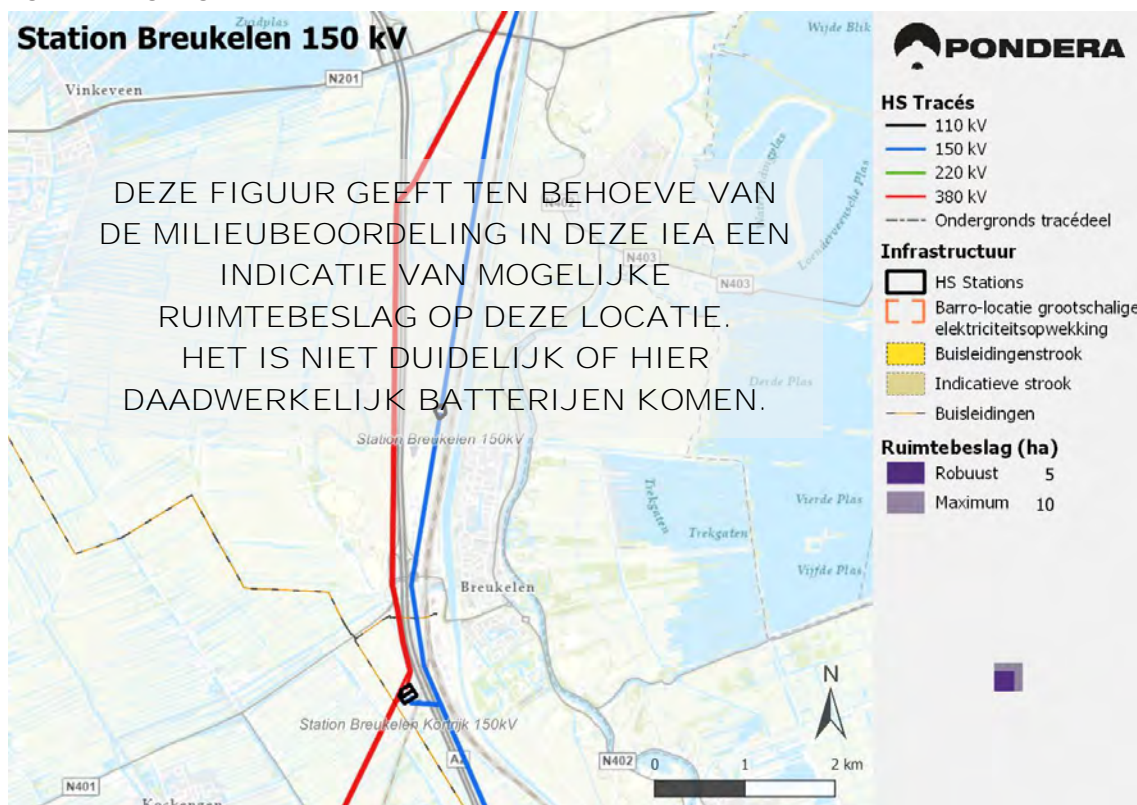 Station Breukelen 150 kV
Zuidplas
Wijde Blik
Vinkeveen
N201
DEZE FIGUUR GEEFT TEN BEHOEVE VAN
DE MILIEUBEOORDELING IN DEZE IEA EEN
INDICATIE VAN MOGELIJKE
RUIMTEBESLAG OP DEZE LOCATIE.
HET IS NIET DUIDELIJK OF HIER
DAADWERKELIJK BATTERIJEN KOMEN.
N402
N403
N403
Loenderveensche Plas
Derde Plas
Station Breukelen 150kV
Trekgaten
Trekgaten
Vierde Plas
Vijfde Plas
Breukelen
Station Breukelen Kortrijk 150kV
A2
N402
N401
Kockengen
N
0 1 2 km
PONDERA
HS Tracés
110 kV
150 kV
220 kV
380 kV
Ondergronds tracédeel
Infrastructuur
HS Stations
Barro-locatie grootschalige
elektriciteitsopwekking
Buisleidingenstrook
Indicatieve strook
Buisleidingen
Ruimtebeslag (ha)
Robuust 5
Maximum 10